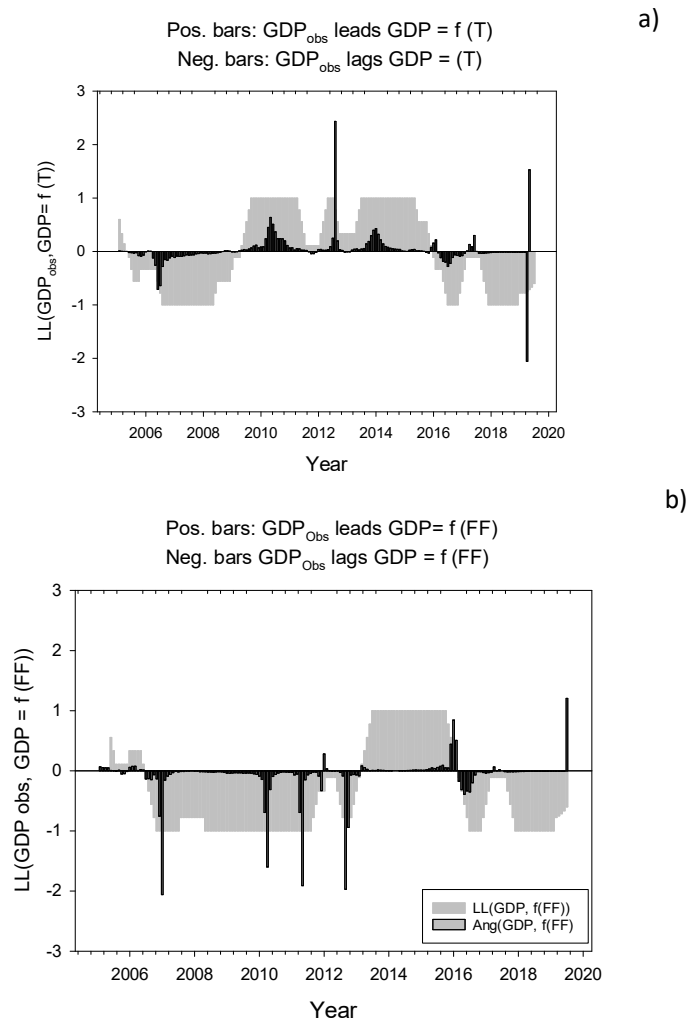 a)
Pos. bars: GDPobs leads GDP = f (T)
Neg. bars: GDPobs lags GDP = (T)
3
2
1
0
-1
-2
-3
LL(GDPobs, GDP= f (T))
2006 2008 2010 2012 2014 2016 2018 2020
Year
b)
Pos. bars: GDPObs leads GDP= f (FF)
Neg. bars GDPObs lags GDP = f (FF)
3
2
1
0
-1
-2
-3
LL(GDP obs, GDP = f (FF))
LL(GDP, f(FF))
Ang(GDP, f(FF)
2006 2008 2010 2012 2014 2016 2018 2020
Year